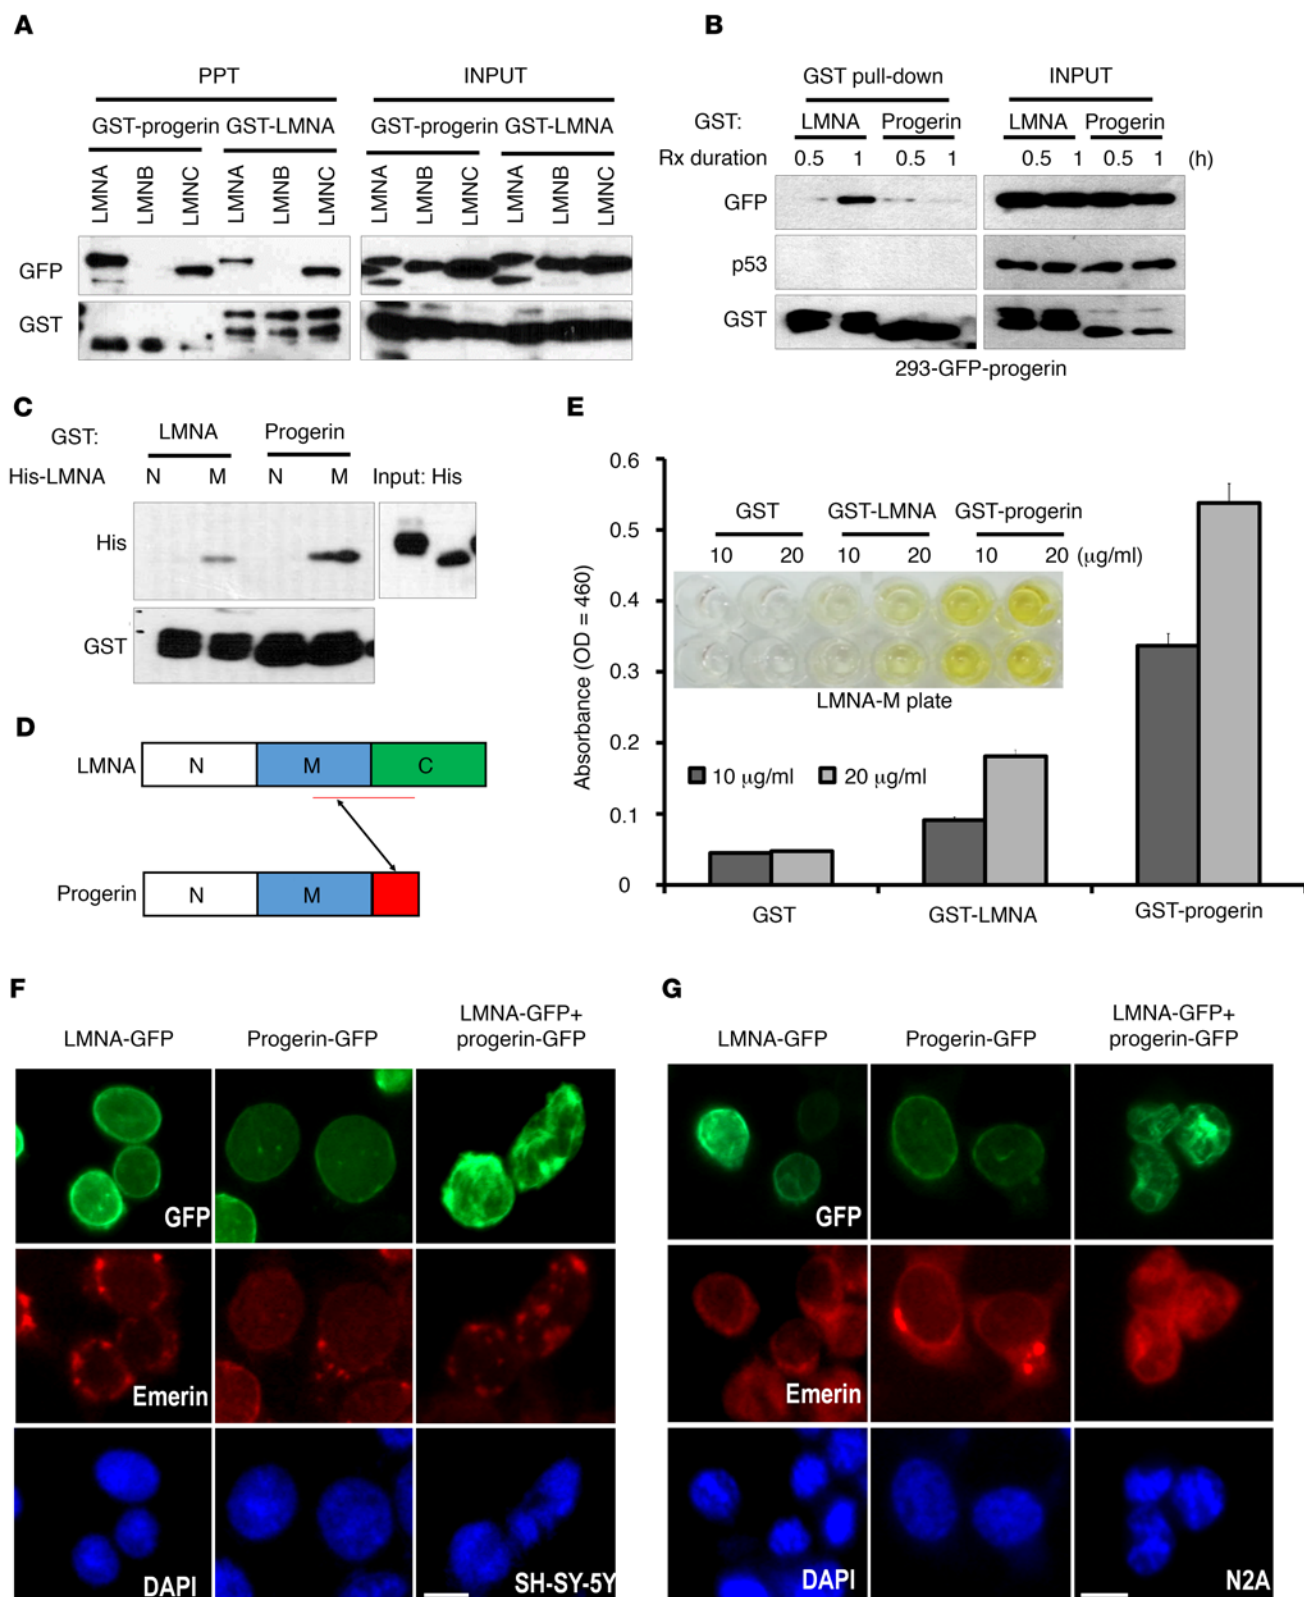 A
PPT INPUT
GST-progerin GST-LMNA GST-progerin GST-LMNA
LMNA LMNB LMNC LMNA LMNB LMNC LMNA LMNB LMNC LMNA LMNB LMNC
GFP
GST
B
GST pull-down INPUT
GST: LMNA Progerin LMNA Progerin
Rx duration 0.5 1 0.5 1 0.5 1 0.5 1 (h)
GFP
p53
GST
293-GFP-progerin
C
GST: LMNA Progerin
His-LMNA N M N M Input: His
His
GST
D
LMNA N M C
Progerin N M
E
Absorbance (OD = 460)
0.6
0.5
0.4
0.3
0.2
0.1
0
GST GST-LMNA GST-progerin
10 20 10 20 10 20 (μg/ml)
LMNA-M plate
10 μg/ml 20 μg/ml
GST GST-LMNA GST-progerin
F
LMNA-GFP Progerin-GFP LMNA-GFP+
progerin-GFP
GFP
Emerin
DAPI SH-SY-5Y
G
LMNA-GFP Progerin-GFP LMNA-GFP+
progerin-GFP
GFP
Emerin
DAPI N2A